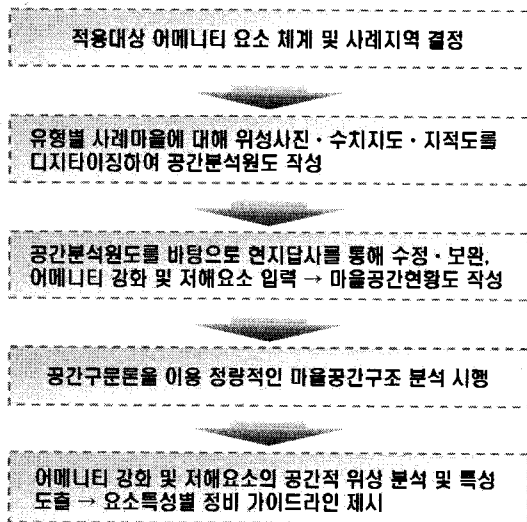 적용대상 어메니티 요소 체계 및 사례지역 결정
유형별 사례마을에 대해 위성사진·수치지도·지적도를
디지타이징하여 공간분석원도 작성
공간분석원도를 바탕으로 현지답사를 통해 수정·보완,
어메니티 강화 및 저해요소 입력 → 마을공간현황도 작성
공간구문론을 이용 정량적인 마을공간구조 분석 시행
어메니티 강화 및 저해요소의 공간적 위상 분석 및 특성
도출 → 요소특성별 정비 가이드라인 제시